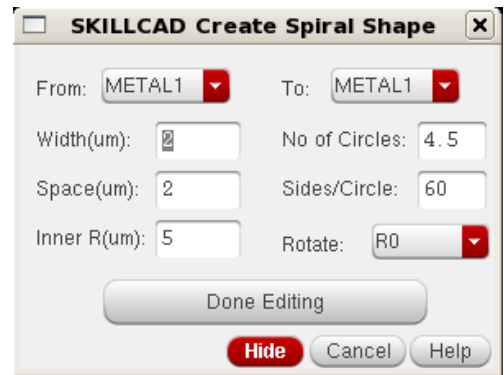 SKILLCAD Create Spiral Shape
From: METAL1 To: METAL1
Width(um): 2 No of Circles: 4.5
Space(um): 2 Sides/Circle: 60
Inner R(um): 5 Rotate: R0
Done Editing
Hide Cancel Help